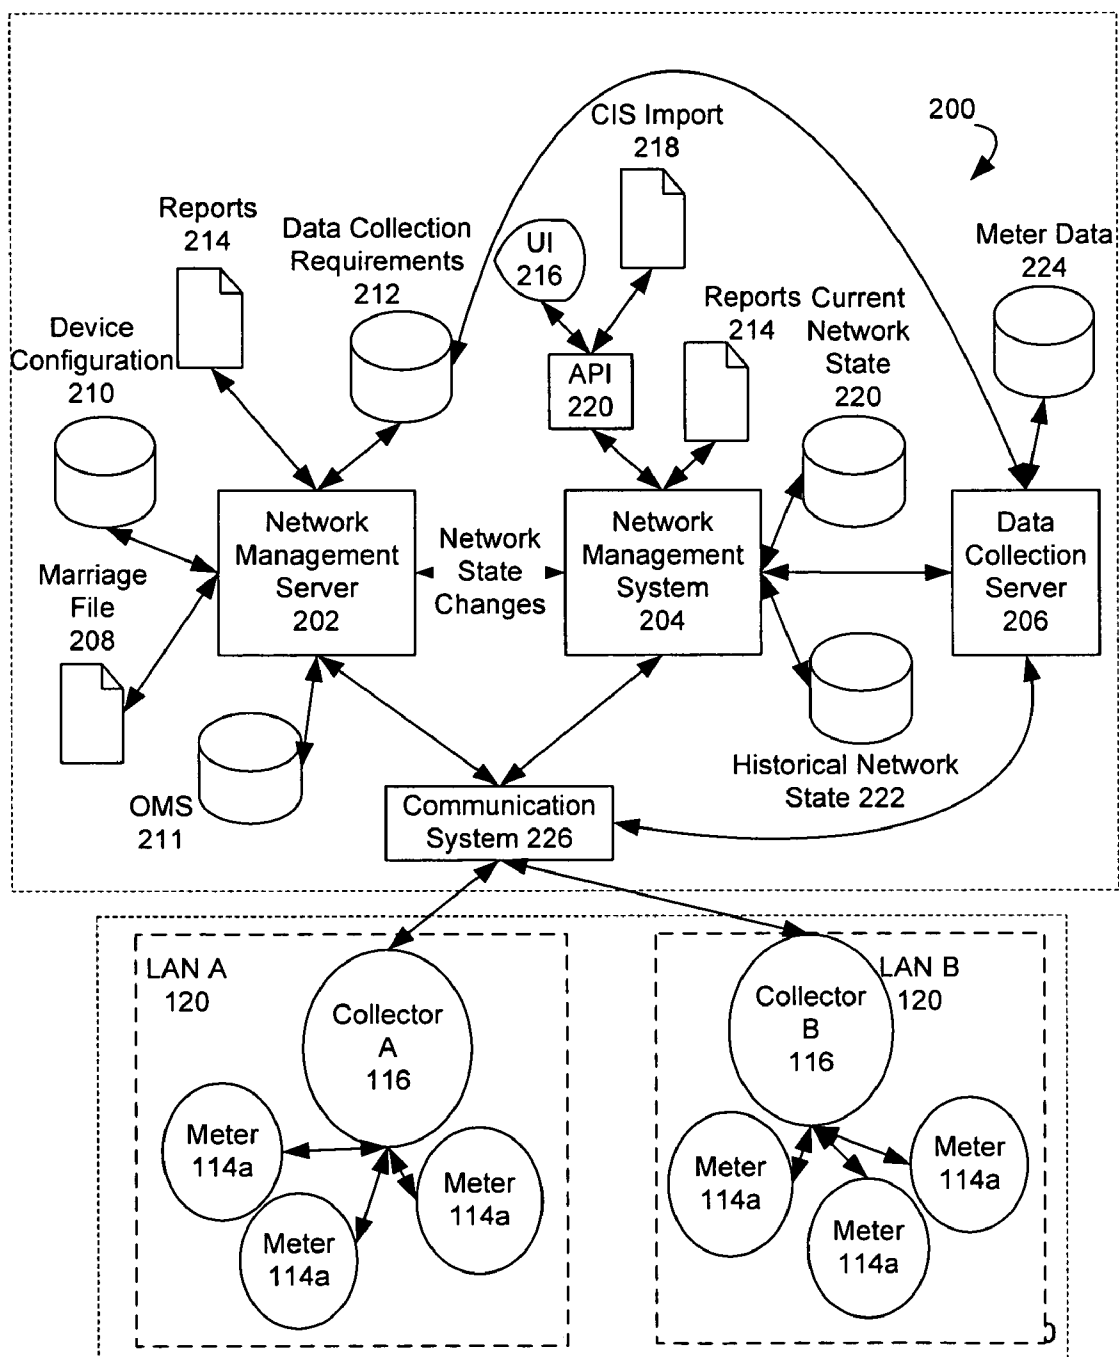 200
CIS Import
218
Reports
214
Data Collection
Requirements
212
UI
216
Meter Data
224
Device
Configuration
210
API
220
Reports
214
Current
Network
State
220
Network
Management
Server
202
Network
State
Changes
Network
Management
System
204
Data
Collection
Server
206
Marriage
File
208
OMS
211
Historical Network
State 222
Communication
System 226
LAN A
120
Collector
A
116
Meter
114a
Meter
114a
Meter
114a
LAN B
120
Collector
B
116
Meter
114a
Meter
114a
Meter
114a